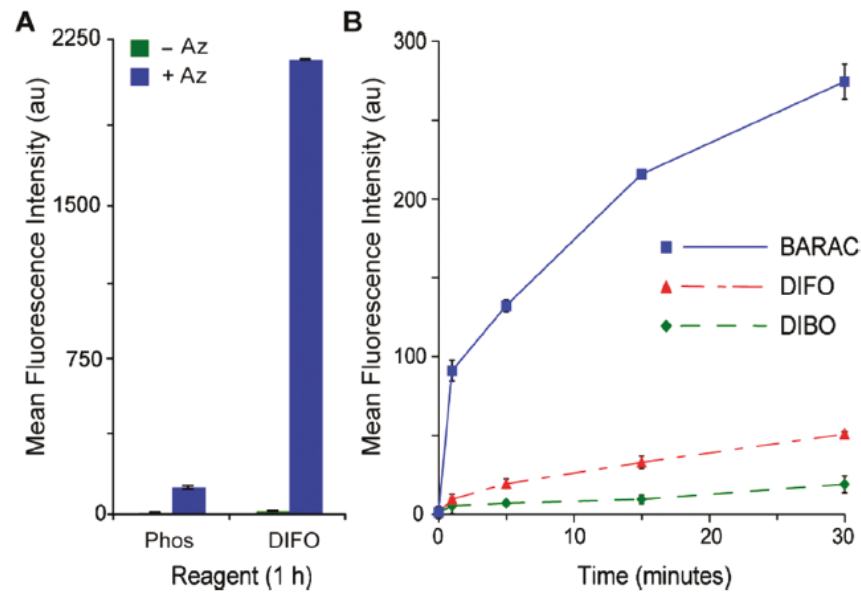 A
Mean Fluorescence Intensity (au)
2250
1500
750
0
– Az
+ Az
Phos
DIFO
Reagent (1 h)
B
Mean Fluorescence Intensity (au)
300
200
100
0
BARAC
DIFO
DIBO
0
10
20
30
Time (minutes)